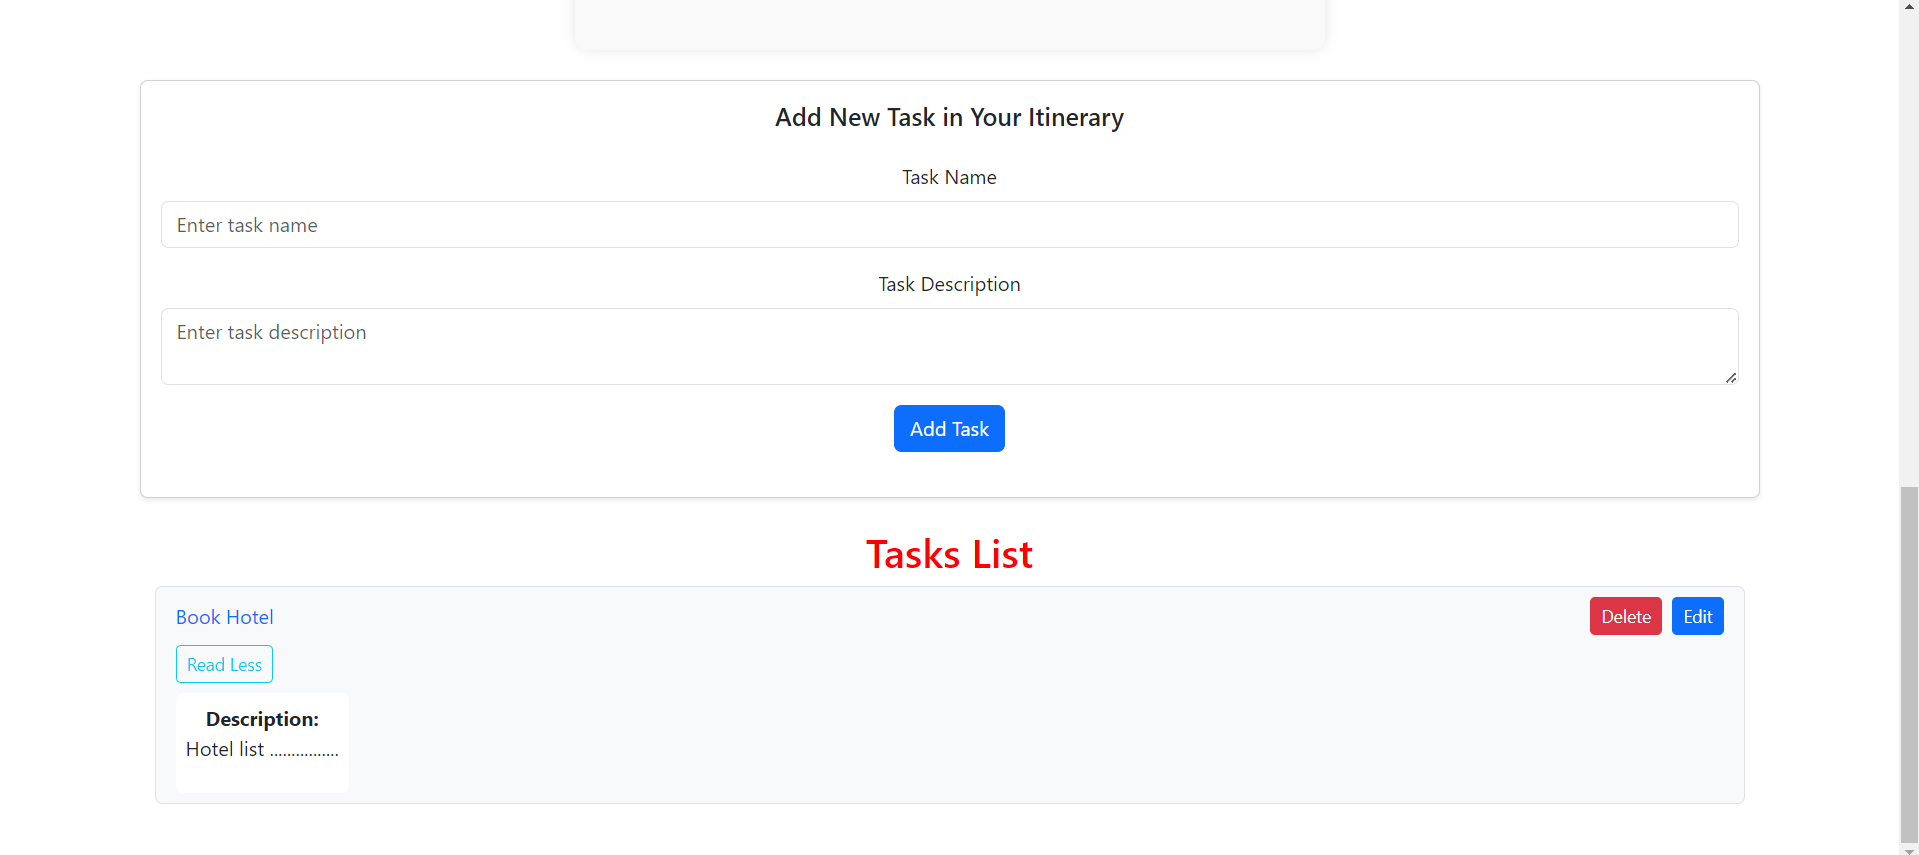 Add New Task in Your Itinerary
Task Name
Enter task name
Task Description
Enter task description
Add Task
Tasks List
Book Hotel
Delete
Edit
Read Less
Description:
Hotel list ................